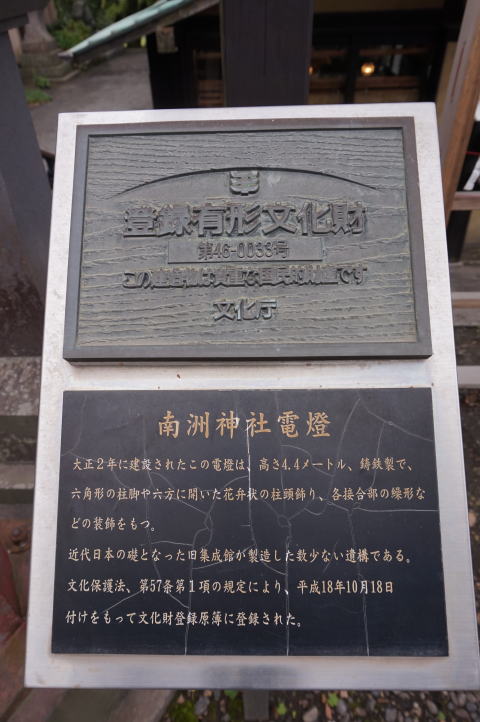 登録有形文化財
第46-0033号
この建造物は貴重な国民的財産です
文化庁
南洲神社電燈
大正2年に建設されたこの電燈は、高さ4.4メートル、鋳鉄製で、
六角形の柱脚や六方に開いた花弁状の柱頭飾り、各接合部の繰形な
どの装飾をもつ。
近代日本の礎となった旧集成館が製造した数少ない遺構である。
文化保護法、第57条第1項の規定により、平成18年10月18日
付けをもって文化財登録原簿に登録された。